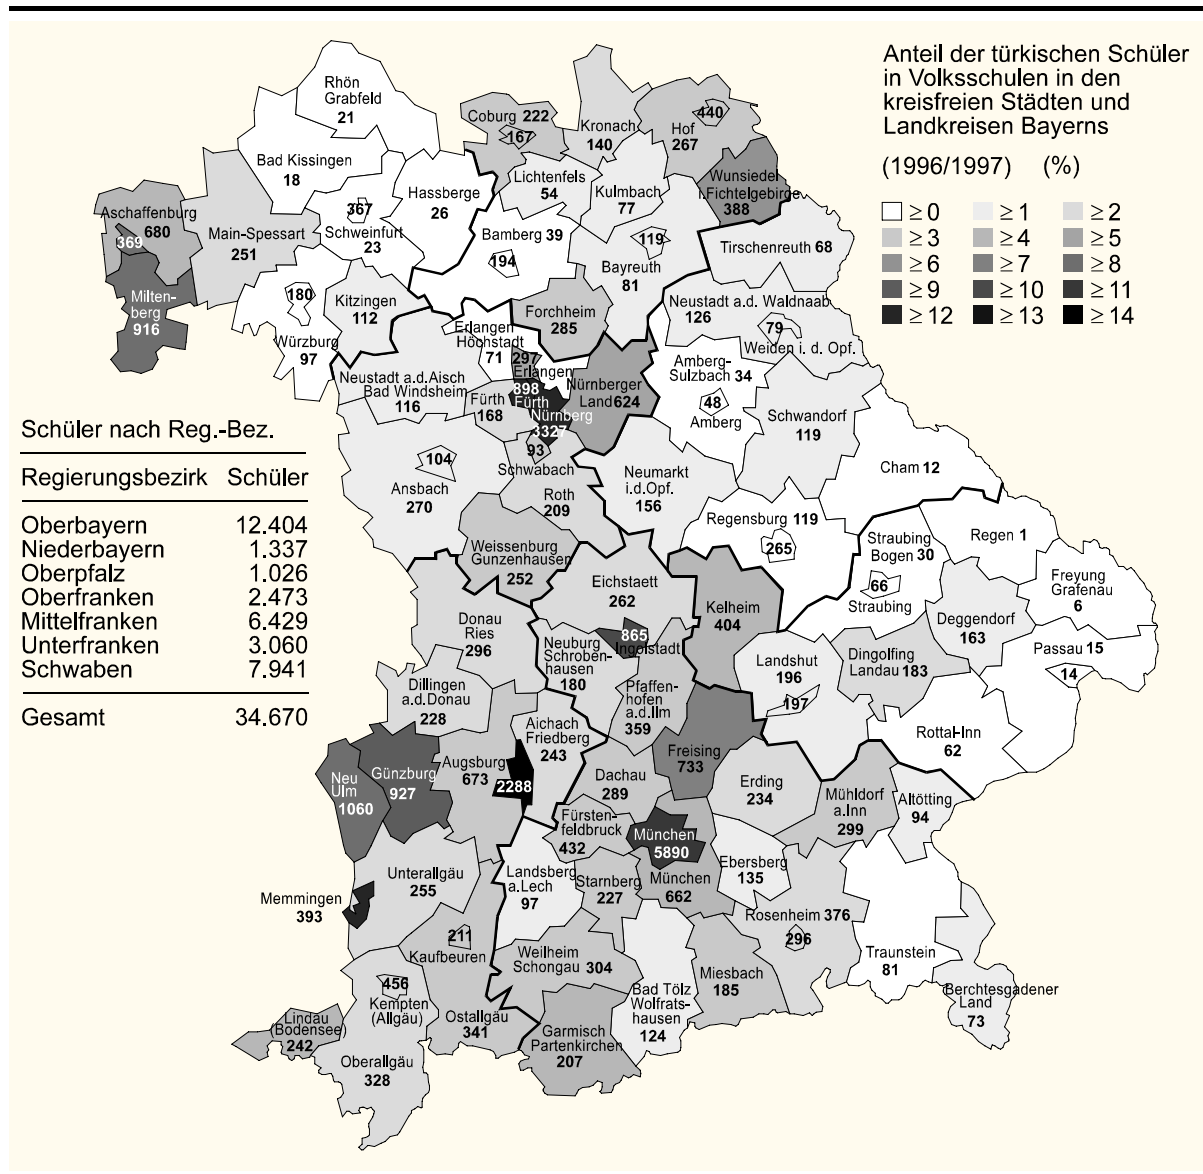 Anteil der türkischen Schüler
in Volksschulen in den
kreisfreien Städten und
Landkreisen Bayerns
(1996/1997) (%)
≥ 0 ≥ 1 ≥ 2
≥ 3 ≥ 4 ≥ 5
≥ 6 ≥ 7 ≥ 8
≥ 9 ≥ 10 ≥ 11
≥ 12 ≥ 13 ≥ 14
Rhön
Grabfeld
21
Coburg 222
167
Kronach
140
Hof
267
440
Bad Kissingen
18
Hassberge
26
Lichtenfels
54
Kulmbach
77
Wunsiedel
i.Fichtelgebirge
388
Aschaffenburg
680
369
Main-Spessart
251
367
Schweinfurt
23
Bamberg 39
194
119
Bayreuth
81
Tirschenreuth 68
Milten-
berg
916
180
Würzburg
97
Kitzingen
112
Forchheim
285
Neustadt a.d. Waldnaab
126
79
Weiden i. d. Opf.
Erlangen
Höchstadt
71
297
Erlangen
898
Fürth
Nürnberg
3327
Nürnberger
Land 624
Amberg-
Sulzbach 34
48
Amberg
Neustadt a.d.Aisch
Bad Windsheim
116
Fürth
168
93
Schwabach
Schwandorf
119
Cham 12
104
Ansbach
270
Roth
209
Neumarkt
i.d.Opf.
156
Regensburg 119
265
Straubing
Bogen 30
66
Straubing
Regen 1
Weissenburg
Gunzenhausen
252
Eichstaett
262
Kelheim
404
Freyung
Grafenau
6
Deggendorf
163
Schüler nach Reg.-Bez.
Regierungsbezirk Schüler
Oberbayern 12.404
Niederbayern 1.337
Oberpfalz 1.026
Oberfranken 2.473
Mittelfranken 6.429
Unterfranken 3.060
Schwaben 7.941
Gesamt 34.670
Donau
Ries
296
Neuburg
Schroben-
hausen
180
865
Ingolstadt
Landshut
196
197
Dingolfing
Landau 183
Passau 15
14
Dillingen
a.d.Donau
228
Pfaffen-
hofen
a.d.Ilm
359
Rottal-Inn
62
Neu
Ulm
1060
Günzburg
927
Augsburg
673
2288
Aichach
Friedberg
243
Dachau
289
Freising
733
Erding
234
Mühldorf
a.Inn
299
Altötting
94
Fürsten-
feldbruck
432
München
5890
München
662
Ebersberg
135
Memmingen
393
Unterallgäu
255
Landsberg
a.Lech
97
Starnberg
227
Rosenheim 376
296
Traunstein
81
211
Kaufbeuren
Weilheim
Schongau 304
Bad Tölz
Wolfrats-
hausen
124
Miesbach
185
Berchtesgadener
Land
73
456
Kempten
(Allgäu)
Lindau
(Bodensee)
242
Ostallgäu
341
Garmisch
Partenkirchen
207
Oberallgäu
328